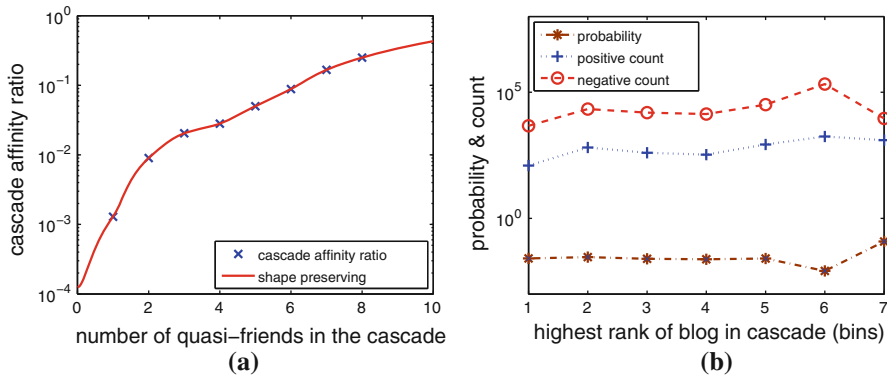 cascade affinity ratio
10^0
10^−1
10^−2
10^−3
10^−4
0 2 4 6 8 10
cascade affinity ratio
shape preserving
number of quasi−friends in the cascade
(a)
probability & count
10^5
10^0
1 2 3 4 5 6 7
probability
positive count
negative count
highest rank of blog in cascade (bins)
(b)